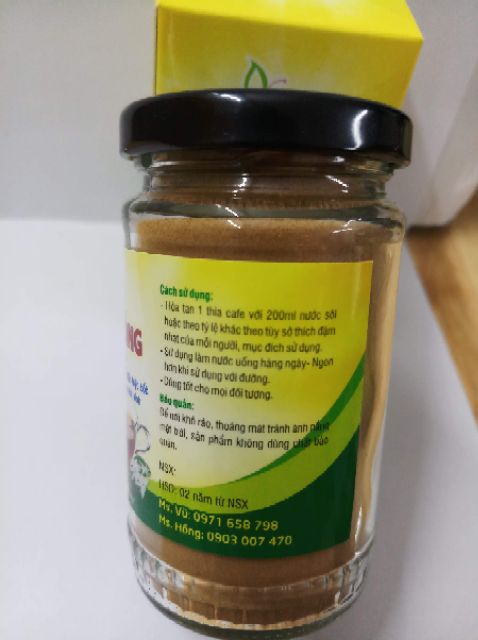 Cách sử dụng:
- Hòa tan 1 thìa cafe với 200ml nước sôi
hoặc theo tỷ lệ khác theo tùy sở thích đậm
nhạt của mỗi người, mục đích sử dụng.
- Sử dụng làm nước uống hàng ngày- Ngon
hơn khi sử dụng với đường.
- Dùng tốt cho mọi đối tượng.
Bảo quản:
Để nơi khô ráo, thoáng mát tránh ánh nắng
mặt trời, sản phẩm không dùng chất bảo
quản.
NSX:
HSD: 02 năm từ NSX
Ms. Vũ: 0971 658 798
Ms. Hồng: 0903 007 470